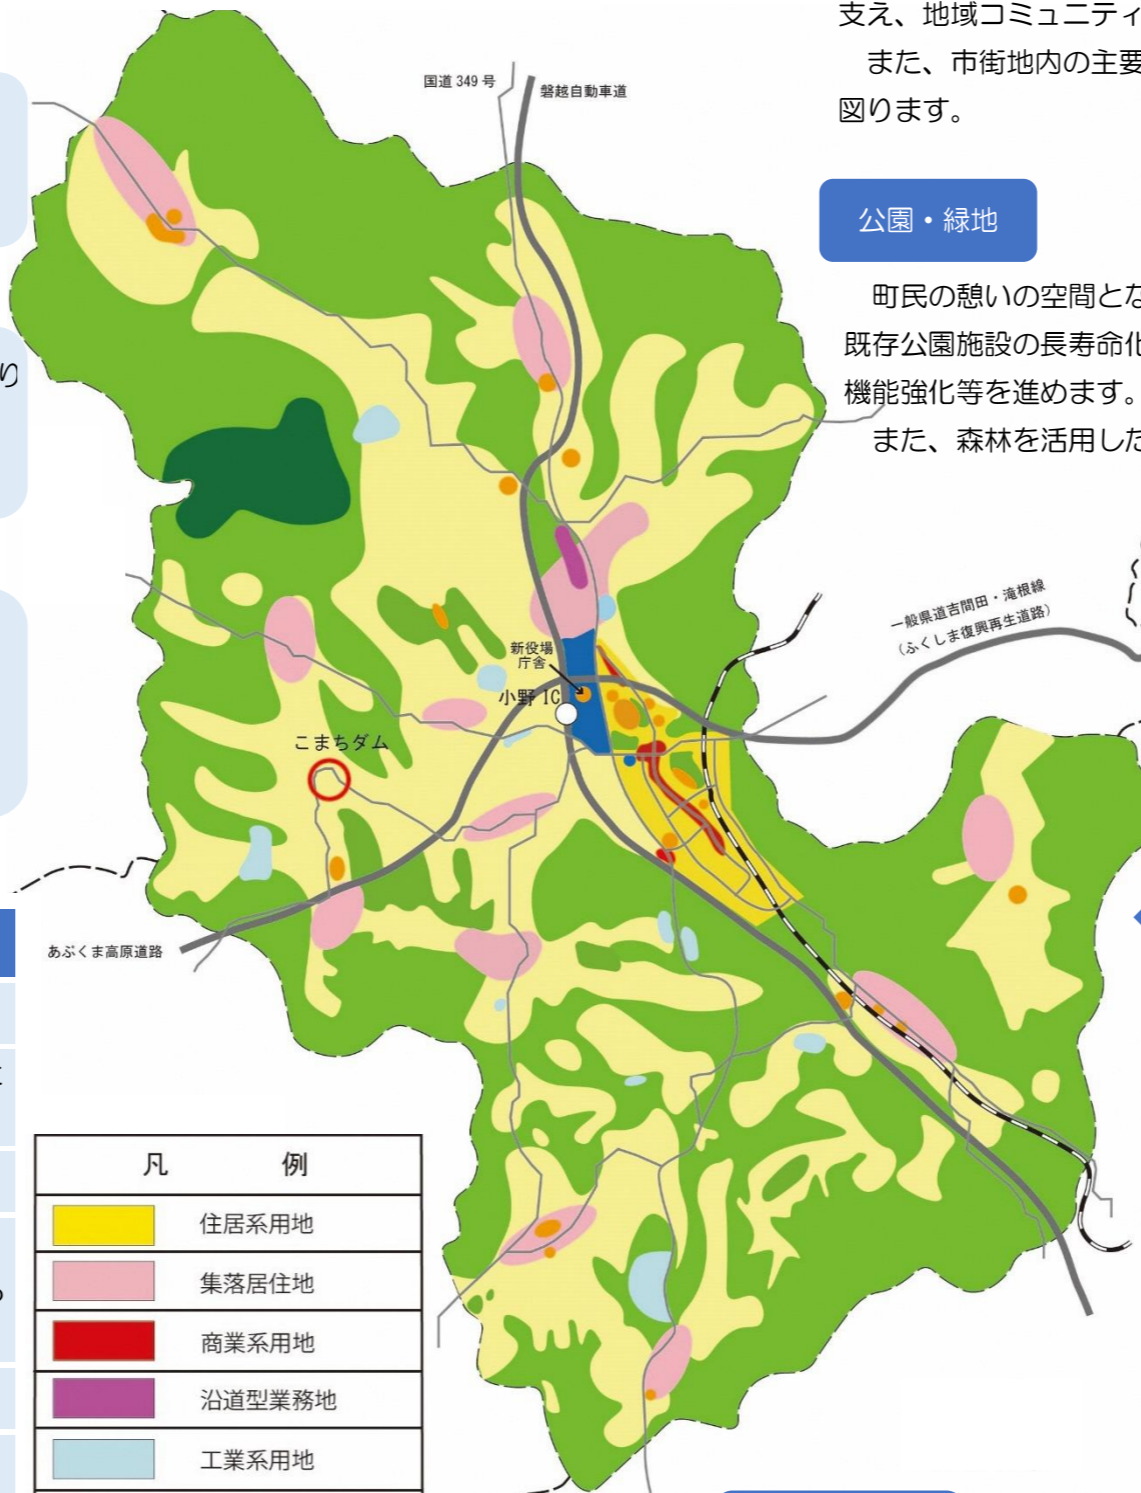 支え、地域コミュニティ
また、市街地内の主要
図ります。
公園・緑地
町民の憩いの空間とな
既存公園施設の長寿命化
機能強化等を進めます。
また、森林を活用した
国道 349 号
磐越自動車道
り
一般県道吉間田・滝根線
(ふくしま復興再生道路)
新役場
庁舎
小野 IC
こまちダム
あぶくま高原道路
凡 例
住居系用地
集落居住地
商業系用地
沿道型業務地
工業系用地